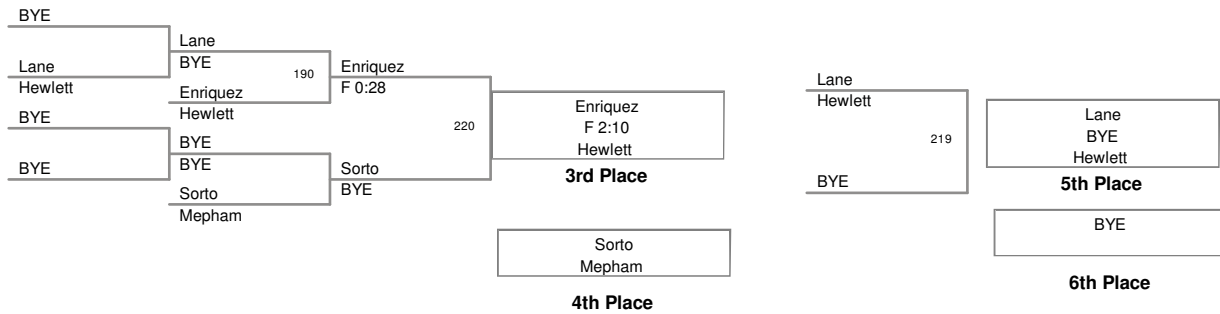 BYE
Lane
Hewlett
BYE
BYE
Lane
BYE
190
Enriquez
Hewlett
BYE
BYE
Sorto
Mepham
Enriquez
F 0:28
220
Sorto
BYE
Enriquez
F 2:10
Hewlett
3rd Place
Sorto
Mepham
4th Place
Lane
Hewlett
219
BYE
Lane
BYE
Hewlett
5th Place
BYE
6th Place